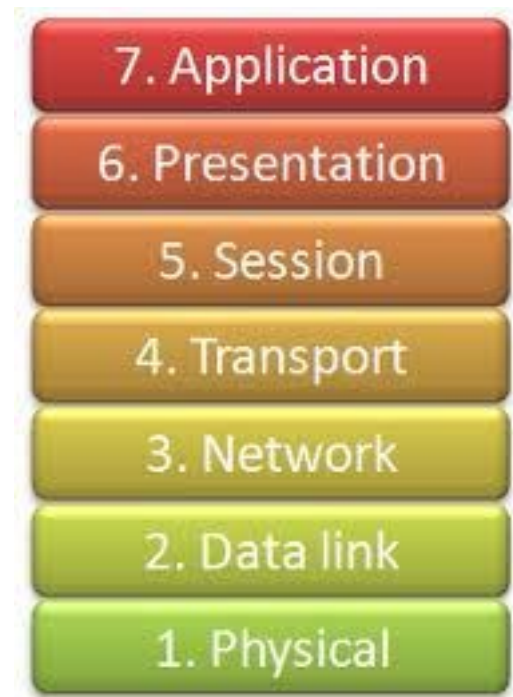 7. Application
6. Presentation
5. Session
4. Transport
3. Network
2. Data link
1. Physical